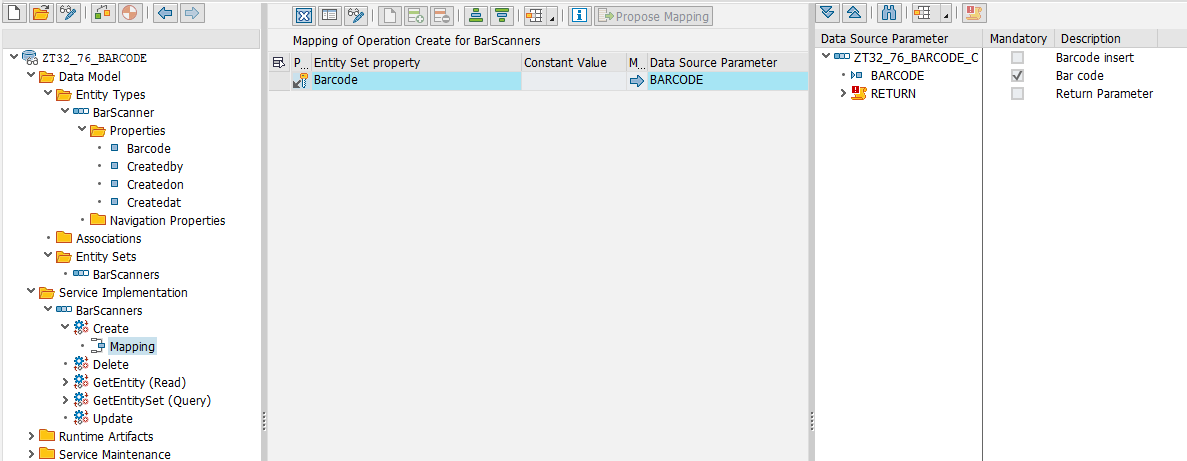 Propose Mapping
ZT32_76_BARCODE
Data Model
Entity Types
BarScanner
Properties
Barcode
Createdby
Createdon
Createdat
Navigation Properties
Associations
Entity Sets
BarScanners
Service Implementation
BarScanners
Create
Mapping
Delete
GetEntity (Read)
GetEntitySet (Query)
Update
Runtime Artifacts
Service Maintenance
Mapping of Operation Create for BarScanners
P... Entity Set property Constant Value M... Data Source Parameter
Barcode BARCODE
Data Source Parameter Mandatory Description
ZT32_76_BARCODE_C Barcode insert
BARCODE Bar code
RETURN Return Parameter